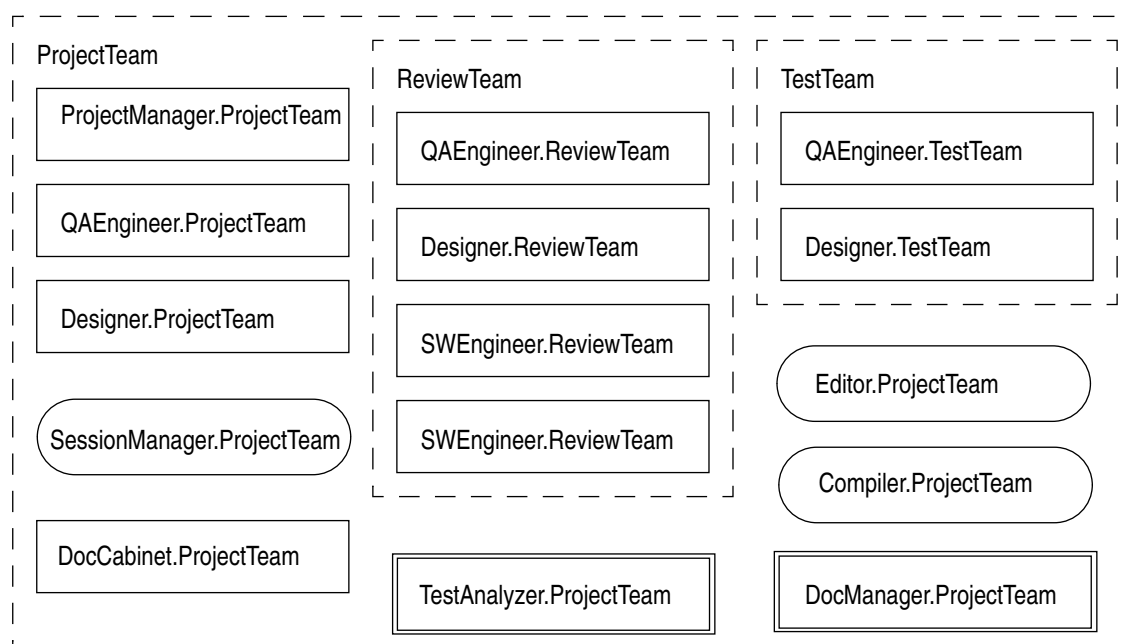 ProjectTeam
ProjectManager.ProjectTeam
QAEngineer.ProjectTeam
Designer.ProjectTeam
SessionManager.ProjectTeam
DocCabinet.ProjectTeam
ReviewTeam
QAEngineer.ReviewTeam
Designer.ReviewTeam
SWEngineer.ReviewTeam
SWEngineer.ReviewTeam
TestAnalyzer.ProjectTeam
TestTeam
QAEngineer.TestTeam
Designer.TestTeam
Editor.ProjectTeam
Compiler.ProjectTeam
DocManager.ProjectTeam